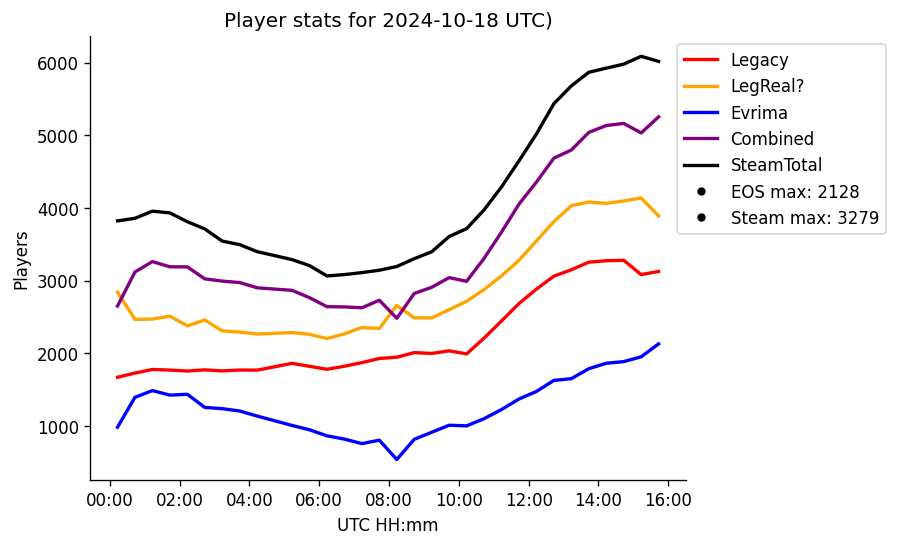 Player stats for 2024-10-18 UTC)
Players
6000
5000
4000
3000
2000
1000
00:00 02:00 04:00 06:00 08:00 10:00 12:00 14:00 16:00
UTC HH:mm
Legacy
LegReal?
Evrima
Combined
SteamTotal
EOS max: 2128
Steam max: 3279